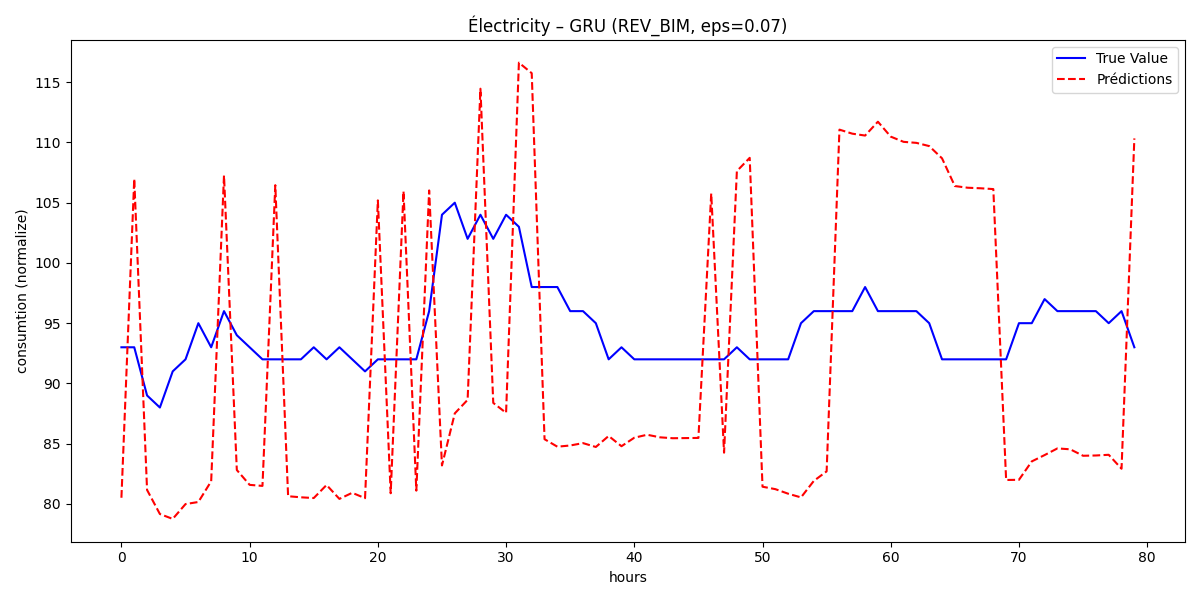 Électricity – GRU (REV_BIM, eps=0.07)
True Value
Prédictions
consumtion (normalize)
115
110
105
100
95
90
85
80
0 10 20 30 40 50 60 70 80
hours